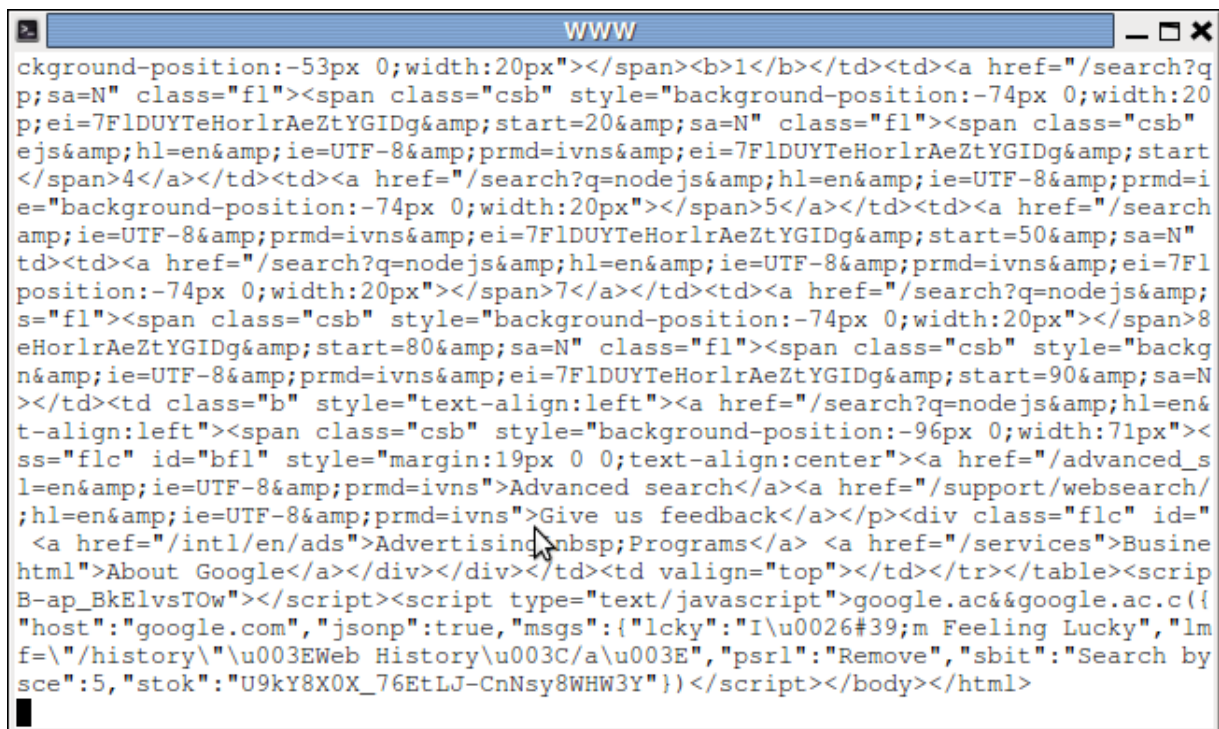 WWW
ckground-position:-53px 0;width:20px"></span><b>1</b></td><td><a href="/search?q
p;sa=N" class="fl"><span class="csb" style="background-position:-74px 0;width:20
p;ei=7FlDUYTeHorlrAeZtYGIDg&amp;start=20&amp;sa=N" class="fl"><span class="csb"
ejs&amp;hl=en&amp;ie=UTF-8&amp;prmd=ivns&amp;ei=7FlDUYTeHorlrAeZtYGIDg&amp;start
</span>4</a></td><td><a href="/search?q=nodejs&amp;hl=en&amp;ie=UTF-8&amp;prmd=i
e="background-position:-74px 0;width:20px"></span>5</a></td><td><a href="/search
amp;ie=UTF-8&amp;prmd=ivns&amp;ei=7FlDUYTeHorlrAeZtYGIDg&amp;start=50&amp;sa=N"
td><td><a href="/search?q=nodejs&amp;hl=en&amp;ie=UTF-8&amp;prmd=ivns&amp;ei=7Fl
position:-74px 0;width:20px"></span>7</a></td><td><a href="/search?q=nodejs&amp;
s="fl"><span class="csb" style="background-position:-74px 0;width:20px"></span>8
eHorlrAeZtYGIDg&amp;start=80&amp;sa=N" class="fl"><span class="csb" style="backg
n&amp;ie=UTF-8&amp;prmd=ivns&amp;ei=7FlDUYTeHorlrAeZtYGIDg&amp;start=90&amp;sa=N
></td><td class="b" style="text-align:left"><a href="/search?q=nodejs&amp;hl=en&
t-align:left"><span class="csb" style="background-position:-96px 0;width:71px"><
ss="flc" id="bfl" style="margin:19px 0 0;text-align:center"><a href="/advanced_s
l=en&amp;ie=UTF-8&amp;prmd=ivns">Advanced search</a><a href="/support/websearch/
;hl=en&amp;ie=UTF-8&amp;prmd=ivns">Give us feedback</a></p><div class="flc" id="
<a href="/intl/en/ads">Advertising&nbsp;Programs</a> <a href="/services">Busine
html">About Google</a></div></div></td><td valign="top"></td></tr></table><scrip
B-ap_BkElvsTOw"></script><script type="text/javascript">google.ac&&google.ac.c({
"host":"google.com","jsonp":true,"msgs":{"lcky":"I\u0026#39;m Feeling Lucky","lm
f=\"/history\"\u003EWeb History\u003C/a\u003E","psrl":"Remove","sbit":"Search by
sce":5,"stok":"U9kY8X0X_76EtLJ-CnNsy8WHW3Y"})</script></body></html>